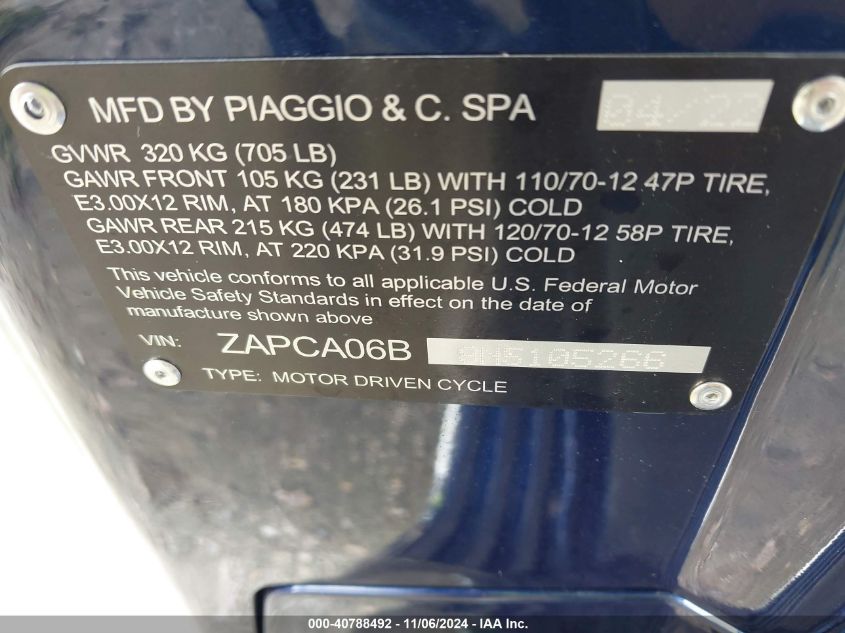 MFD BY PIAGGIO & C. SPA
GVWR 320 KG (705 LB)
GAWR FRONT 105 KG (231 LB) WITH 110/70-12 47P TIRE,
E3.00X12 RIM, AT 180 KPA (26.1 PSI) COLD
GAWR REAR 215 KG (474 LB) WITH 120/70-12 58P TIRE,
E3.00X12 RIM, AT 220 KPA (31.9 PSI) COLD
This vehicle conforms to all applicable U.S. Federal Motor
Vehicle Safety Standards in effect on the date of
manufacture shown above
VIN: ZAPCA06B
TYPE: MOTOR DRIVEN CYCLE
000-40788492 - 11/06/2024 - IAA Inc.